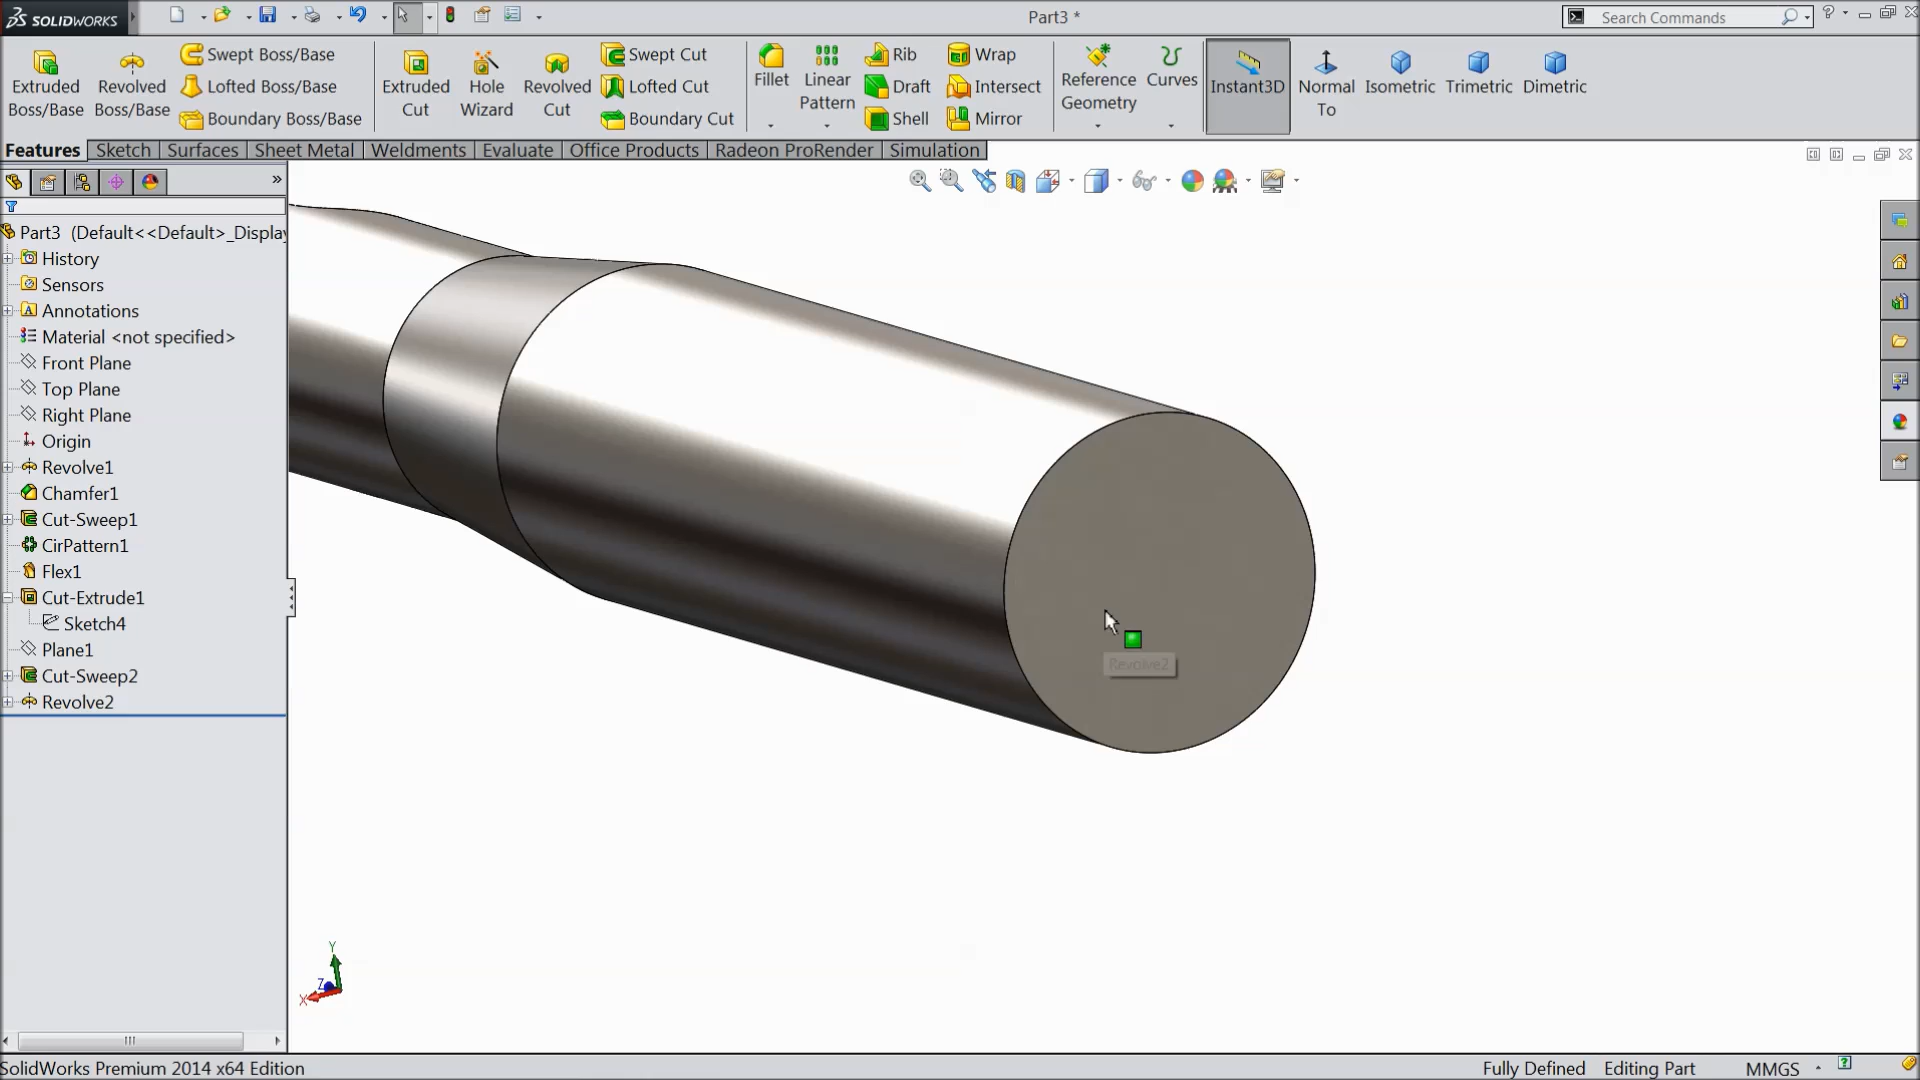 SOLIDWORKS
Part3 *
Search Commands
Extruded Boss/Base
Revolved Boss/Base
Swept Boss/Base
Lofted Boss/Base
Boundary Boss/Base
Extruded Cut
Hole Wizard
Revolved Cut
Swept Cut
Lofted Cut
Boundary Cut
Fillet
Linear Pattern
Rib
Draft
Shell
Wrap
Intersect
Mirror
Reference Geometry
Curves
Instant3D
Normal To
Isometric
Trimetric
Dimetric
Features Sketch Surfaces Sheet Metal Weldments Evaluate Office Products Radeon ProRender Simulation
Part3 (Default<<Default>_Display
History
Sensors
Annotations
Material <not specified>
Front Plane
Top Plane
Right Plane
Origin
Revolve1
Chamfer1
Cut-Sweep1
CirPattern1
Flex1
Cut-Extrude1
Sketch4
Plane1
Cut-Sweep2
Revolve2
Revolve2
Y
Z
X
SolidWorks Premium 2014 x64 Edition
Fully Defined Editing Part MMGS